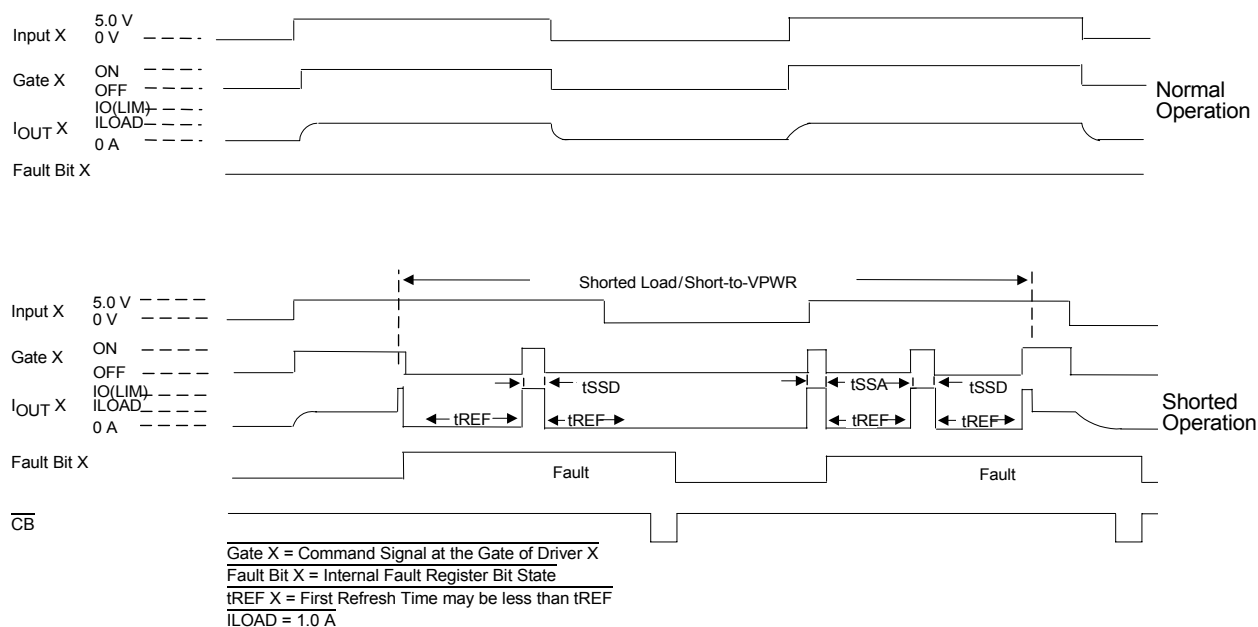 5.0 V
Input X
0 V
ON
Gate X
OFF
IO(LIM)
ILOAD
IOUT X
0 A
Fault Bit X
Normal
Operation
Shorted Load/Short-to-VPWR
5.0 V
Input X
0 V
ON
Gate X
OFF
tSSD
tSSA
tSSD
IO(LIM)
ILOAD
IOUT X
0 A
tREF
tREF
tREF
tREF
Shorted
Operation
Fault Bit X
Fault
Fault
CB
Gate X = Command Signal at the Gate of Driver X
Fault Bit X = Internal Fault Register Bit State
tREF X = First Refresh Time may be less than tREF
ILOAD = 1.0 A